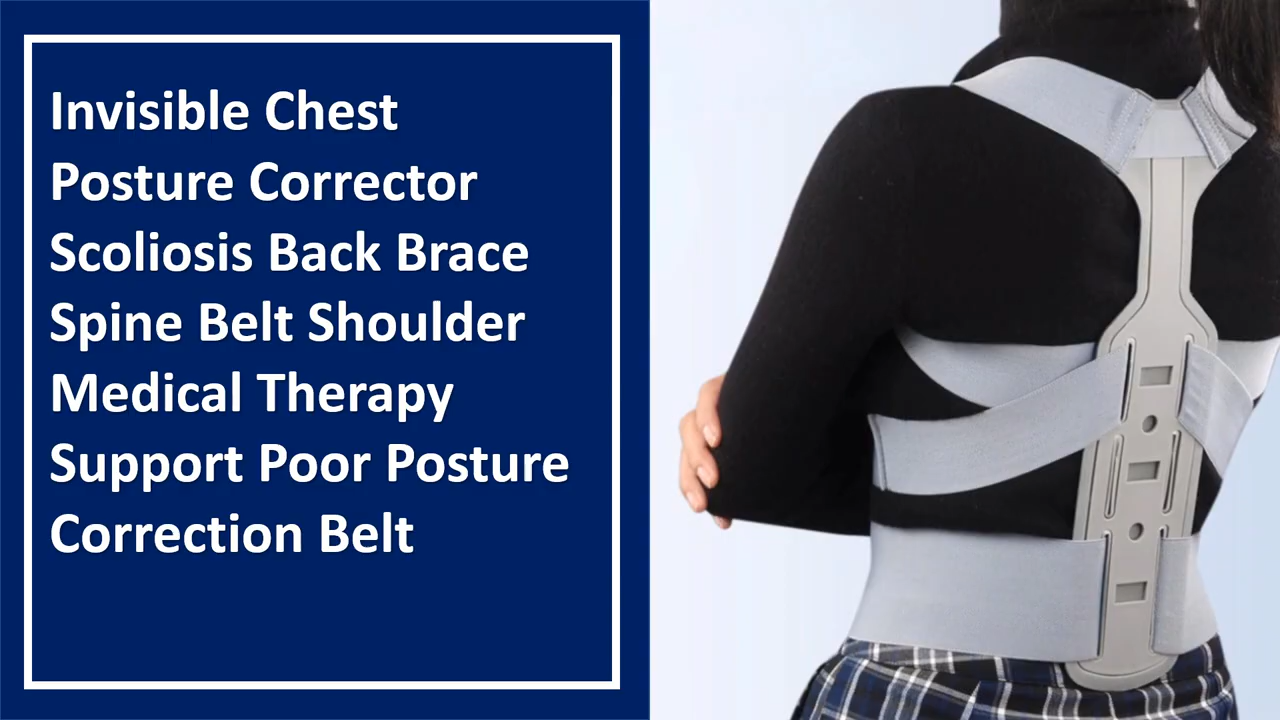 Invisible Chest
Posture Corrector
Scoliosis Back Brace
Spine Belt Shoulder
Medical Therapy
Support Poor Posture
Correction Belt